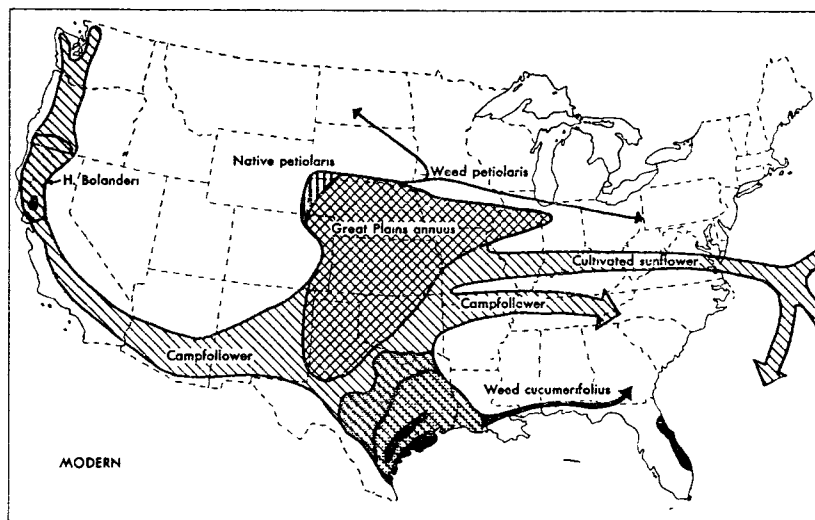 Native petiolaris
Weed petiolaris
H. Bolanderi
Great Plains annuus
Cultivated sunflower
Campfollower
Campfollower
Weed cucumerifolius
MODERN